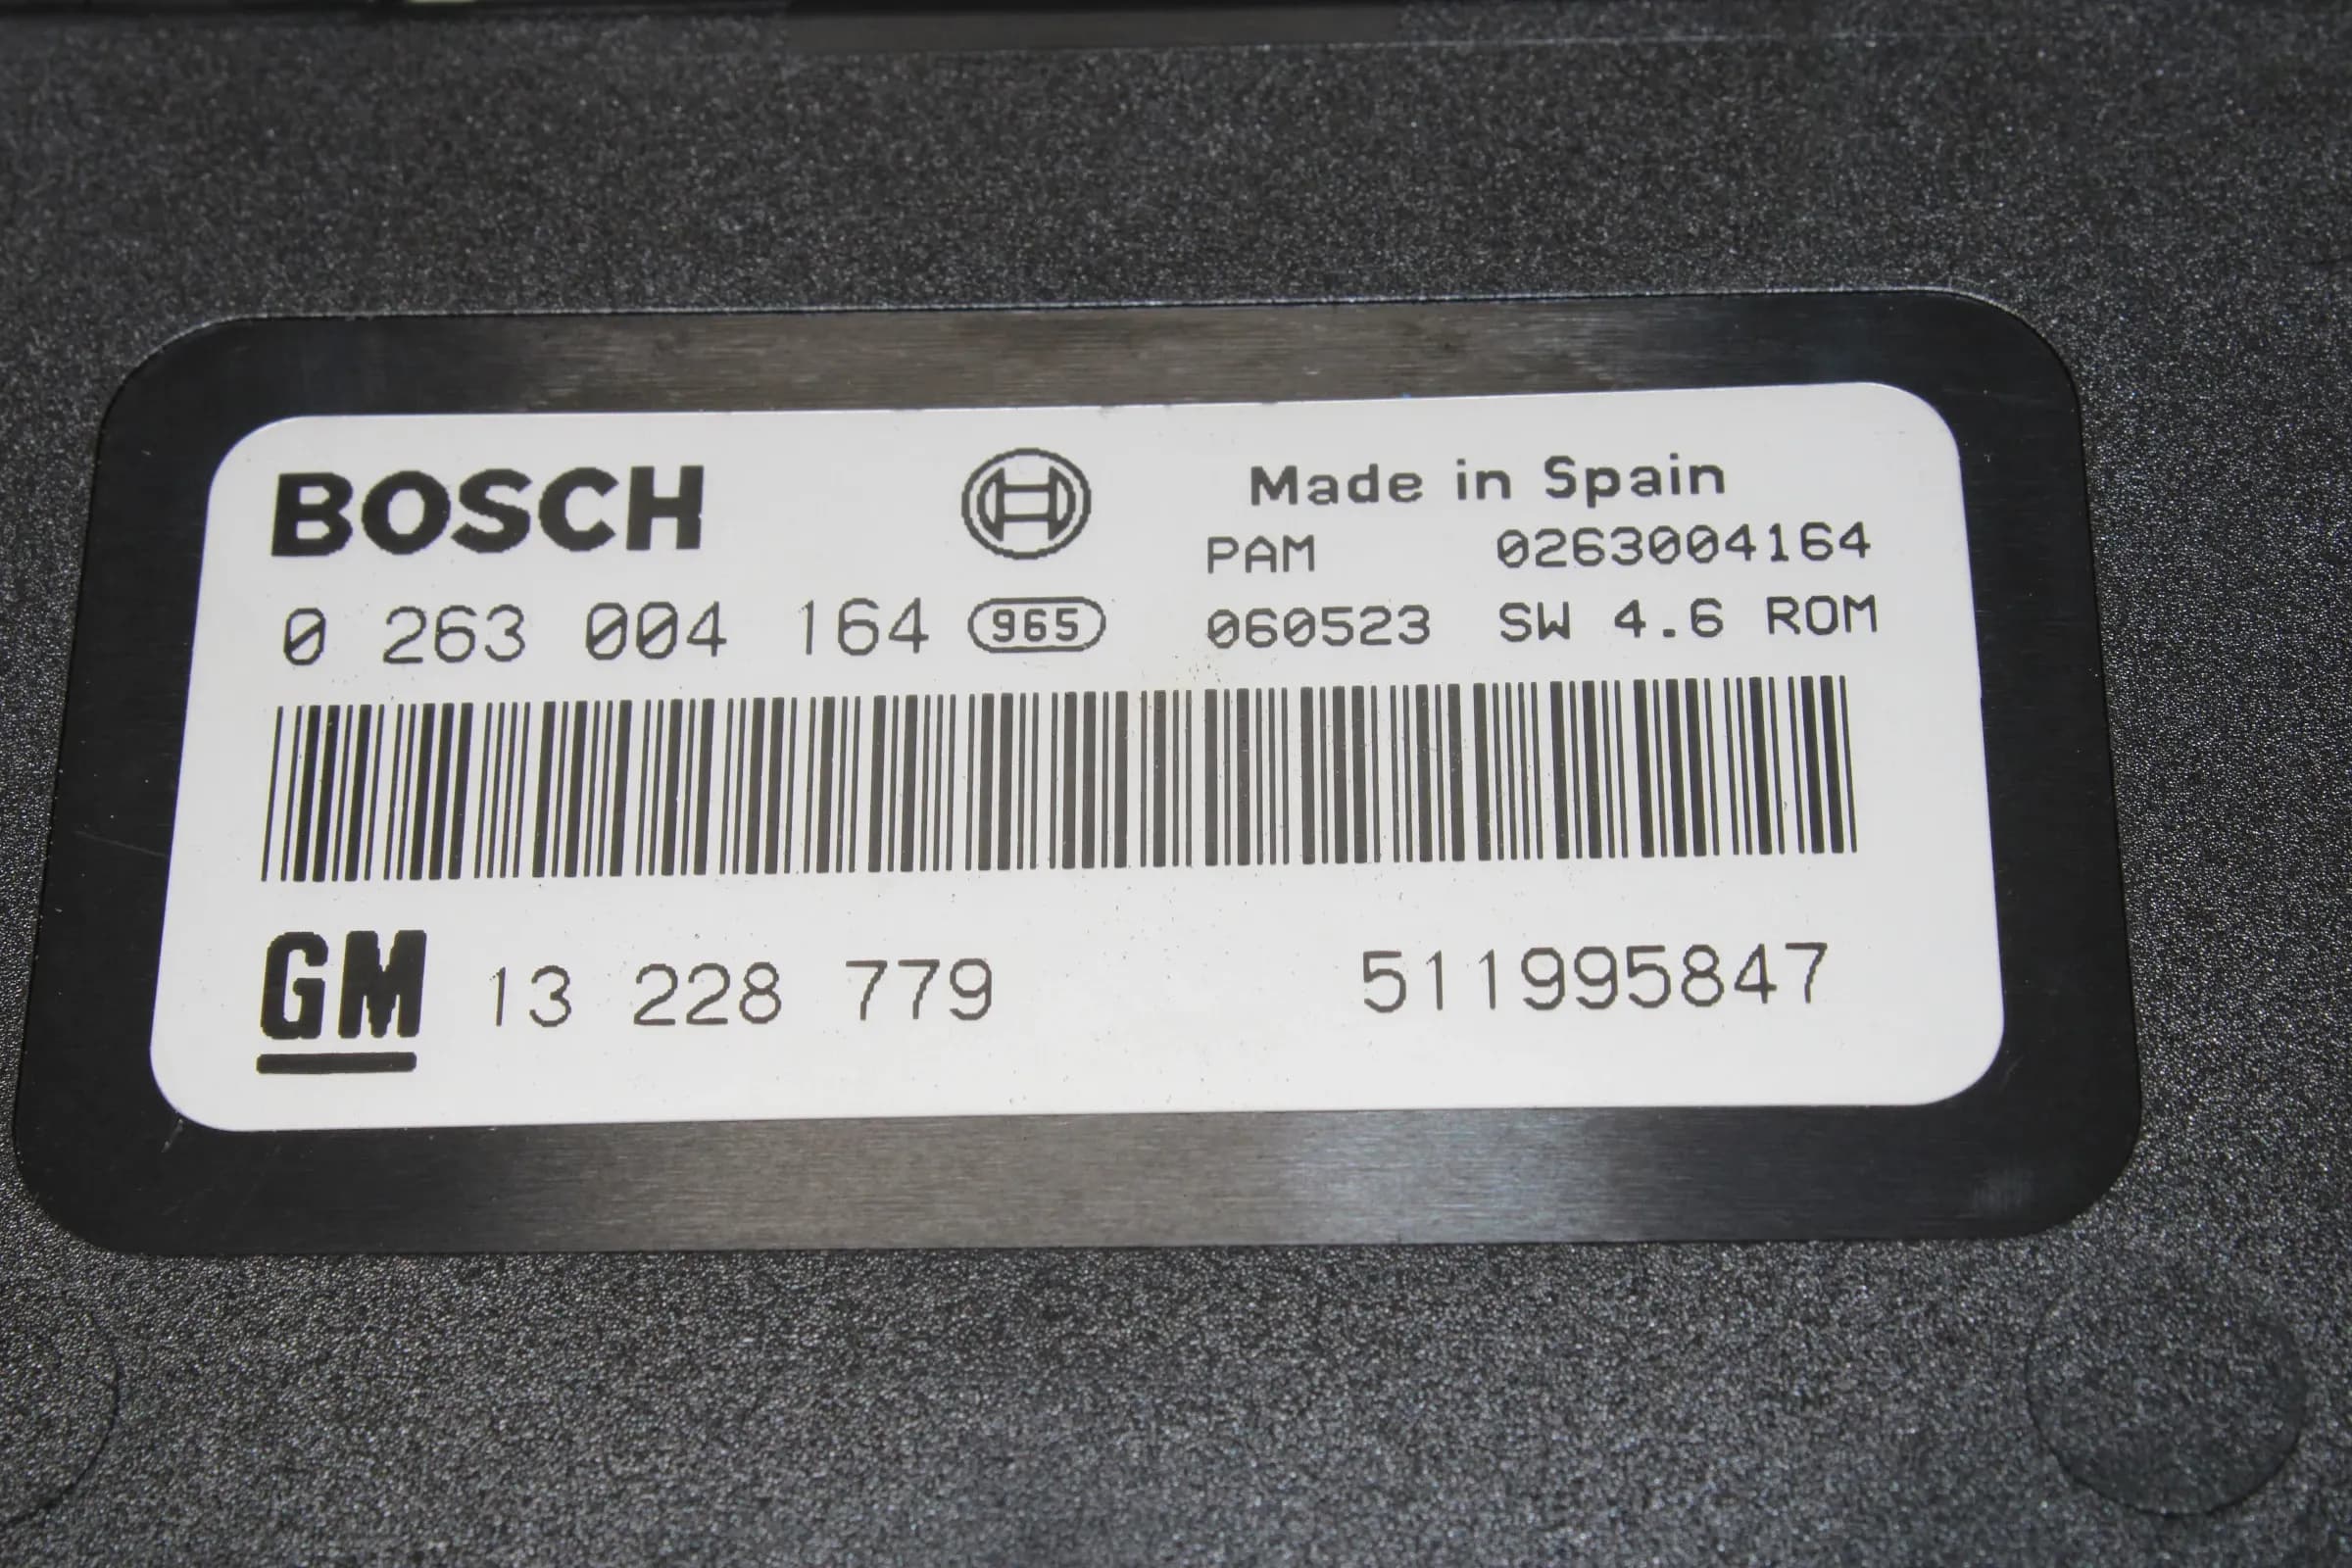 BOSCH
Made in Spain
PAM 0263004164
0 263 004 164 965 060523 SW 4.6 ROM
GM 13 228 779 511995847